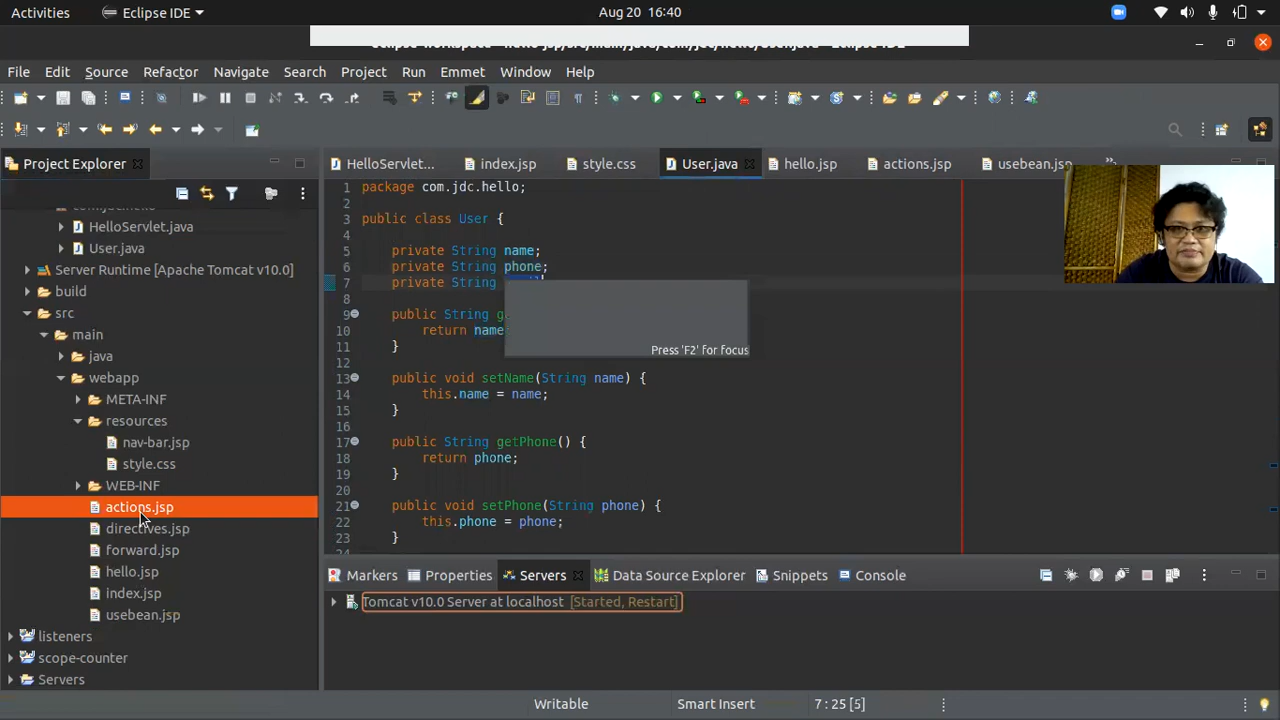 Activities Eclipse IDE Aug 20 16:40
File Edit Source Refactor Navigate Search Project Run Emmet Window Help
Project Explorer
HelloServlet.java
User.java
Server Runtime [Apache Tomcat v10.0]
build
src
main
java
webapp
META-INF
resources
nav-bar.jsp
style.css
WEB-INF
actions.jsp
directives.jsp
forward.jsp
hello.jsp
index.jsp
usebean.jsp
listeners
scope-counter
Servers
HelloServlet... index.jsp style.css User.java hello.jsp actions.jsp usebean.jsp
1 package com.jdc.hello;
2
3 public class User {
4
5 private String name;
6 private String phone;
7 private String
8
9 public String
10 return name
11 }
12
13 public void setName(String name) {
14 this.name = name;
15 }
16
17 public String getPhone() {
18 return phone;
19 }
20
21 public void setPhone(String phone) {
22 this.phone = phone;
23 }
Press 'F2' for focus
Markers Properties Servers Data Source Explorer Snippets Console
Tomcat v10.0 Server at localhost [Started, Restart]
Writable Smart Insert 7 : 25 [5]